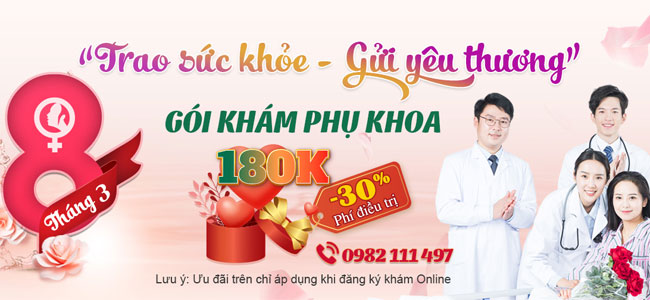 “Trao sức khỏe - Gửi yêu thương”
GÓI KHÁM PHỤ KHOA
180K
-30%
Phí điều trị
8
Tháng 3
0982 111 497
Lưu ý: Ưu đãi trên chỉ áp dụng khi đăng ký khám Online